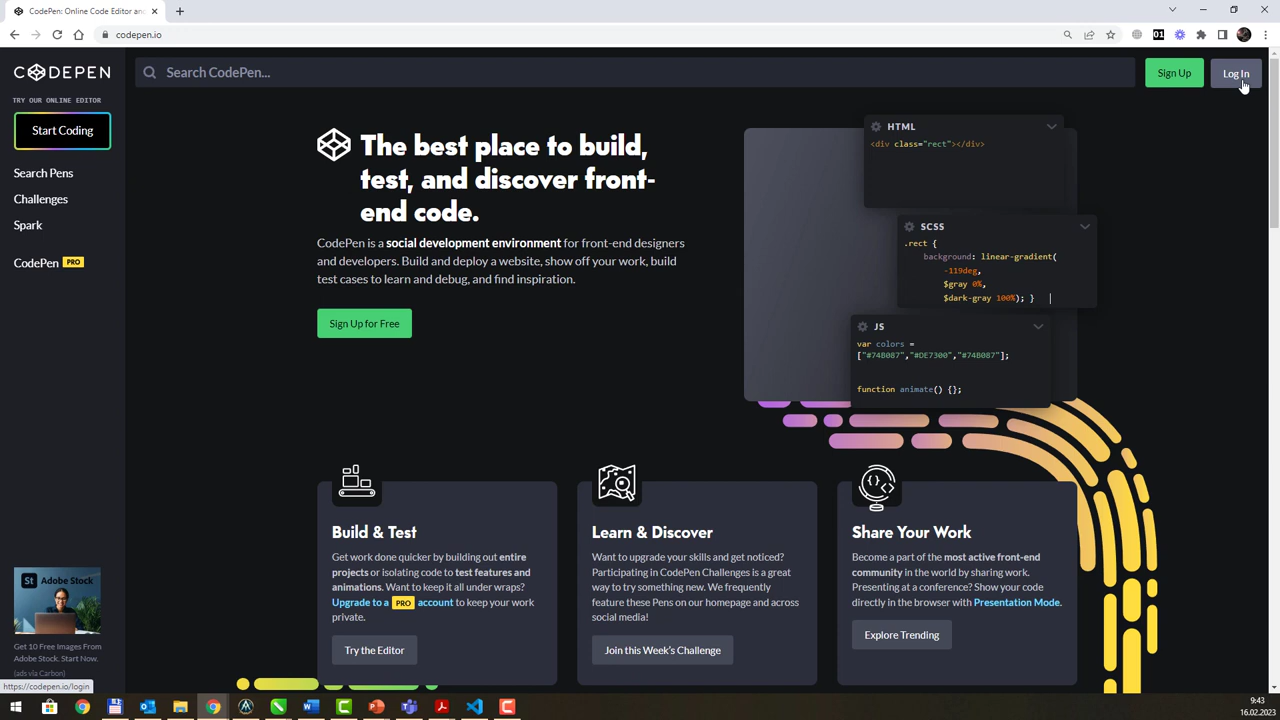 CodePen: Online Code Editor and
codepen.io
01
CODEPEN
Search CodePen...
Sign Up
Log In
TRY OUR ONLINE EDITOR
Start Coding
Search Pens
Challenges
Spark
CodePen PRO
The best place to build,
test, and discover front-
end code.
CodePen is a social development environment for front-end designers
and developers. Build and deploy a website, show off your work, build
test cases to learn and debug, and find inspiration.
Sign Up for Free
HTML
<div class="rect"></div>
SCSS
.rect {
background: linear-gradient(
-119deg,
$gray 0%,
$dark-gray 100%); }
JS
var colors =
["#74B087","#DE7300","#74B087"];
function animate() {};
Build & Test
Get work done quicker by building out entire
projects or isolating code to test features and
animations. Want to keep it all under wraps?
Upgrade to a PRO account to keep your work
private.
Try the Editor
Learn & Discover
Want to upgrade your skills and get noticed?
Participating in CodePen Challenges is a great
way to try something new. We frequently
feature these Pens on our homepage and across
social media!
Join this Week's Challenge
Share Your Work
Become a part of the most active front-end
community in the world by sharing work.
Presenting at a conference? Show your code
directly in the browser with Presentation Mode.
Explore Trending
St Adobe Stock
Get 10 Free Images From
Adobe Stock. Start Now.
(ads via Carbon)
https://codepen.io/login
9:43
16.02.2023